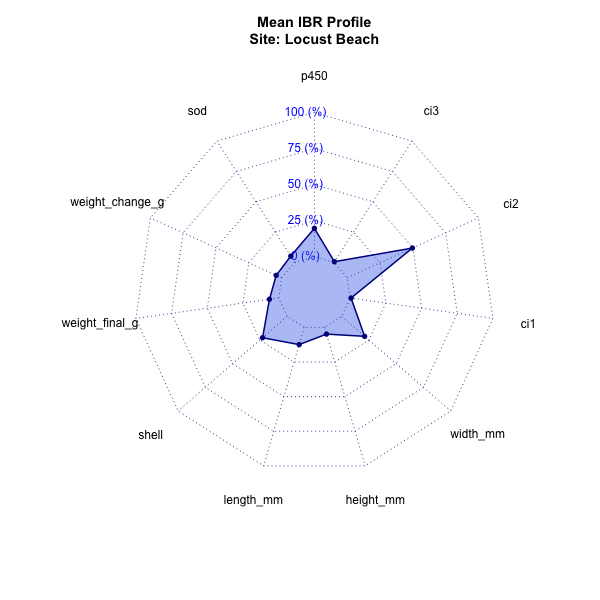 Mean IBR Profile
Site: Locust Beach
p450
sod
ci3
100 (%)
75 (%)
50 (%)
25 (%)
0 (%)
weight_change_g
ci2
weight_final_g
ci1
shell
width_mm
length_mm
height_mm